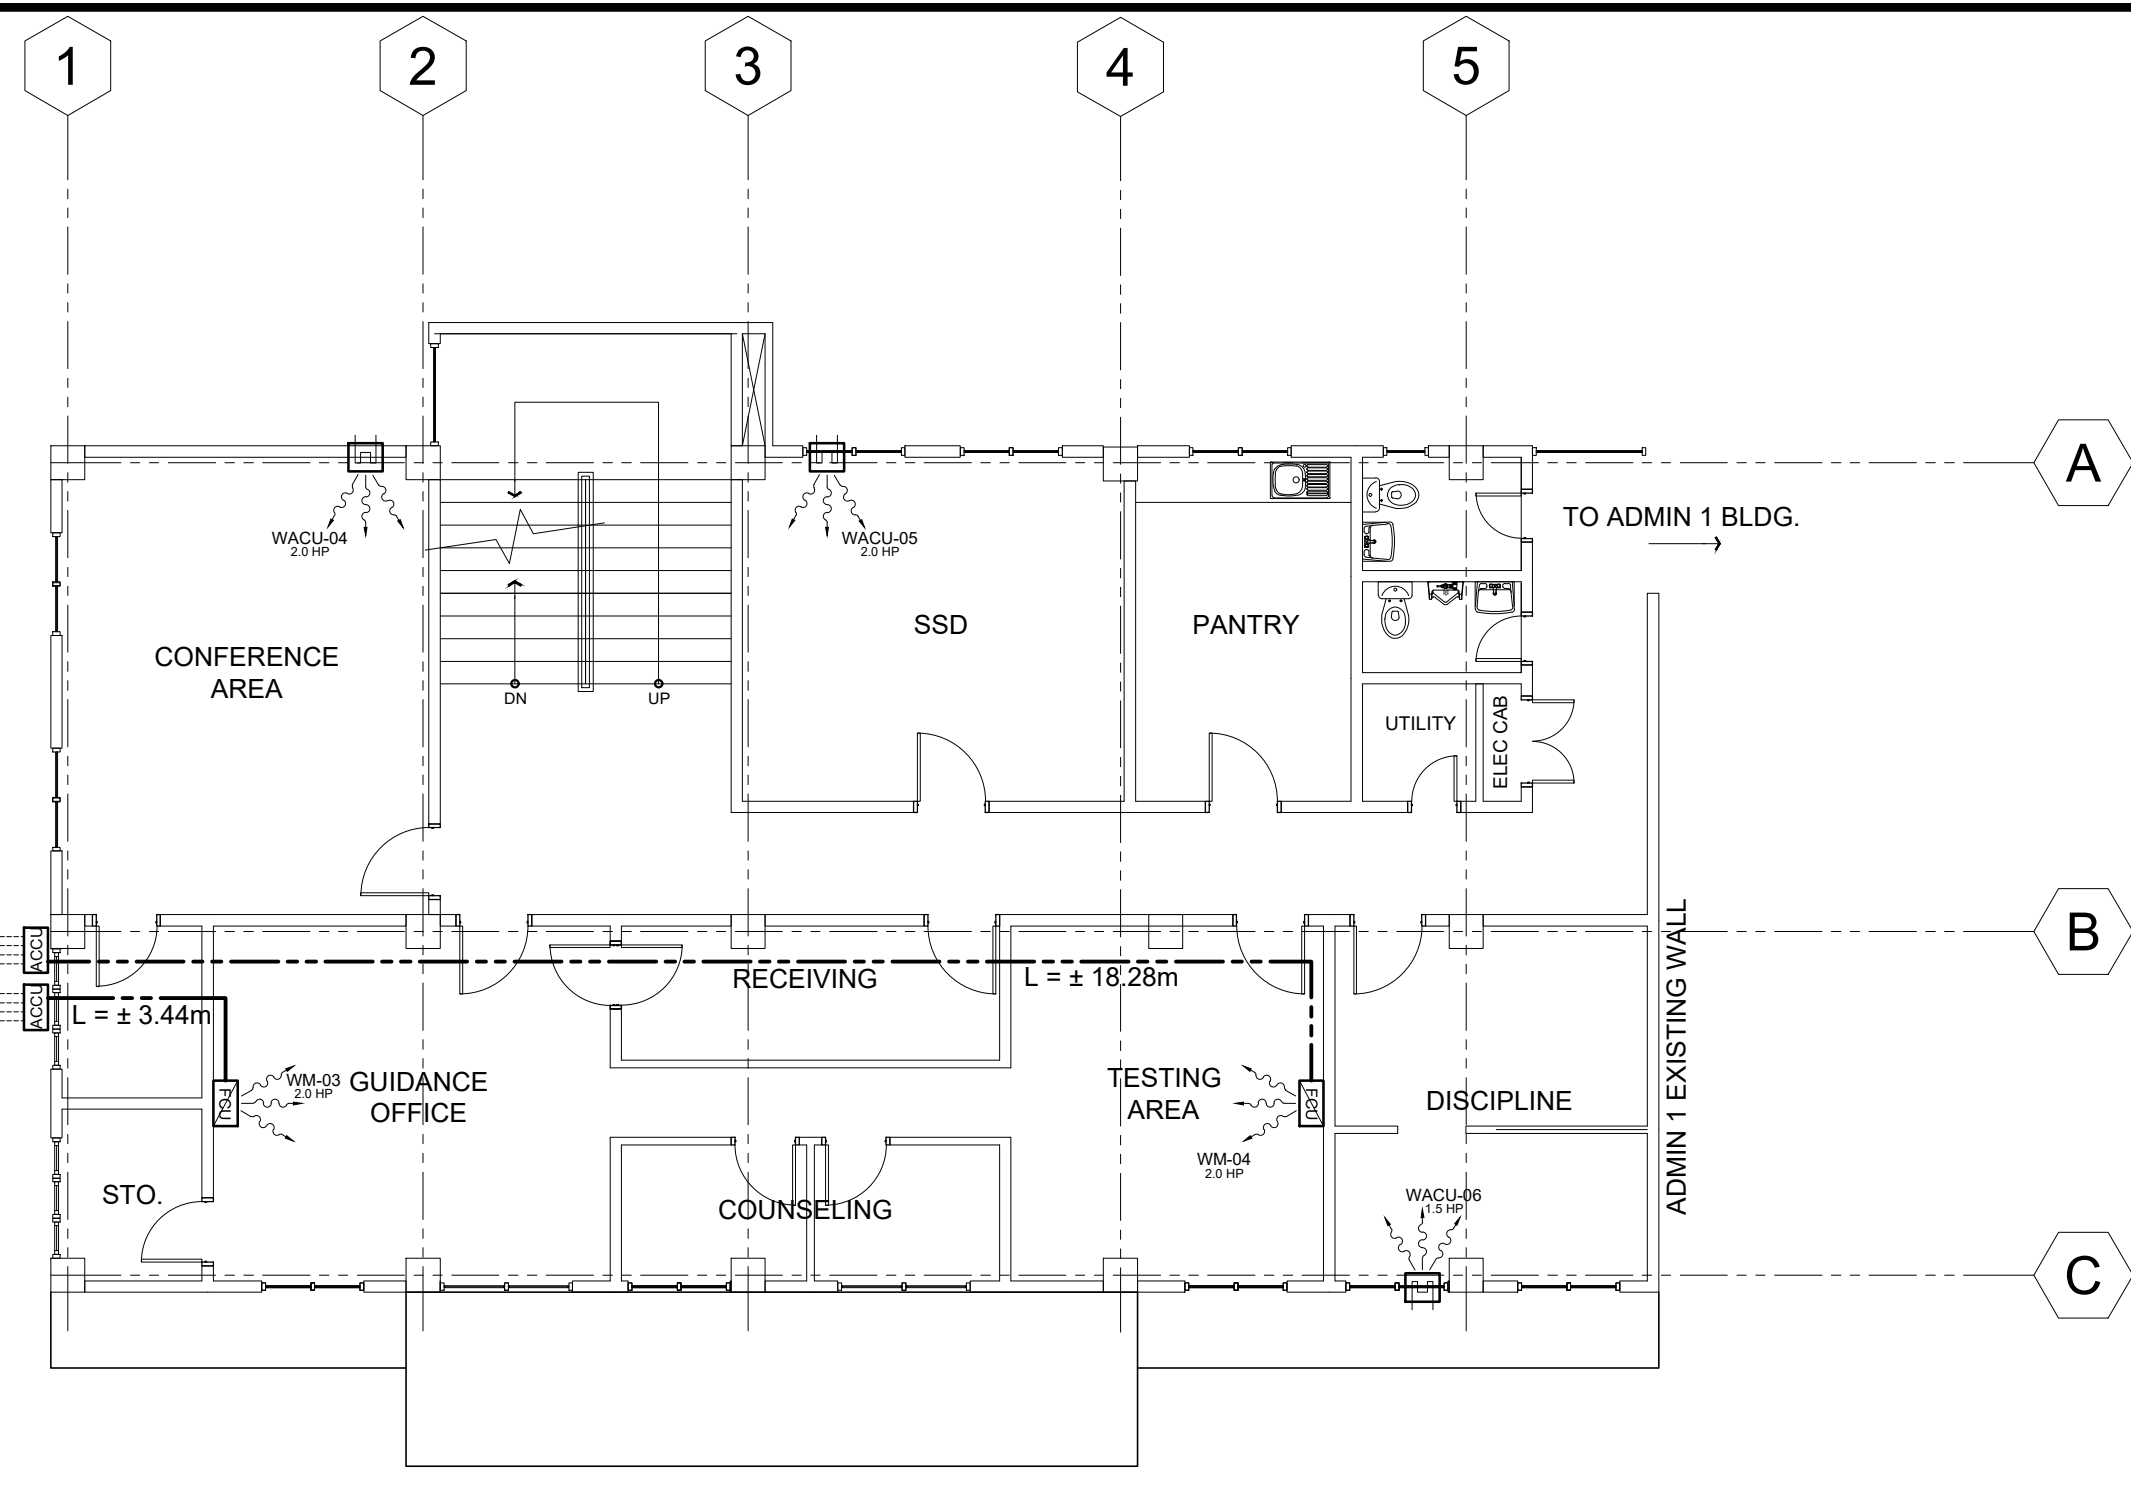 1
2
3
4
5
A
TO ADMIN 1 BLDG.
WACU-04
2.0 HP
WACU-05
2.0 HP
CONFERENCE
AREA
SSD
PANTRY
DN
UP
UTILITY
ELEC CAB
B
ACCU
ACCU
RECEIVING
L = ± 18.28m
L = ± 3.44m
ADMIN 1 EXISTING WALL
FCU
WM-03
2.0 HP
GUIDANCE
OFFICE
TESTING
AREA
FCU
DISCIPLINE
WM-04
2.0 HP
STO.
COUNSELING
WACU-06
1.5 HP
C